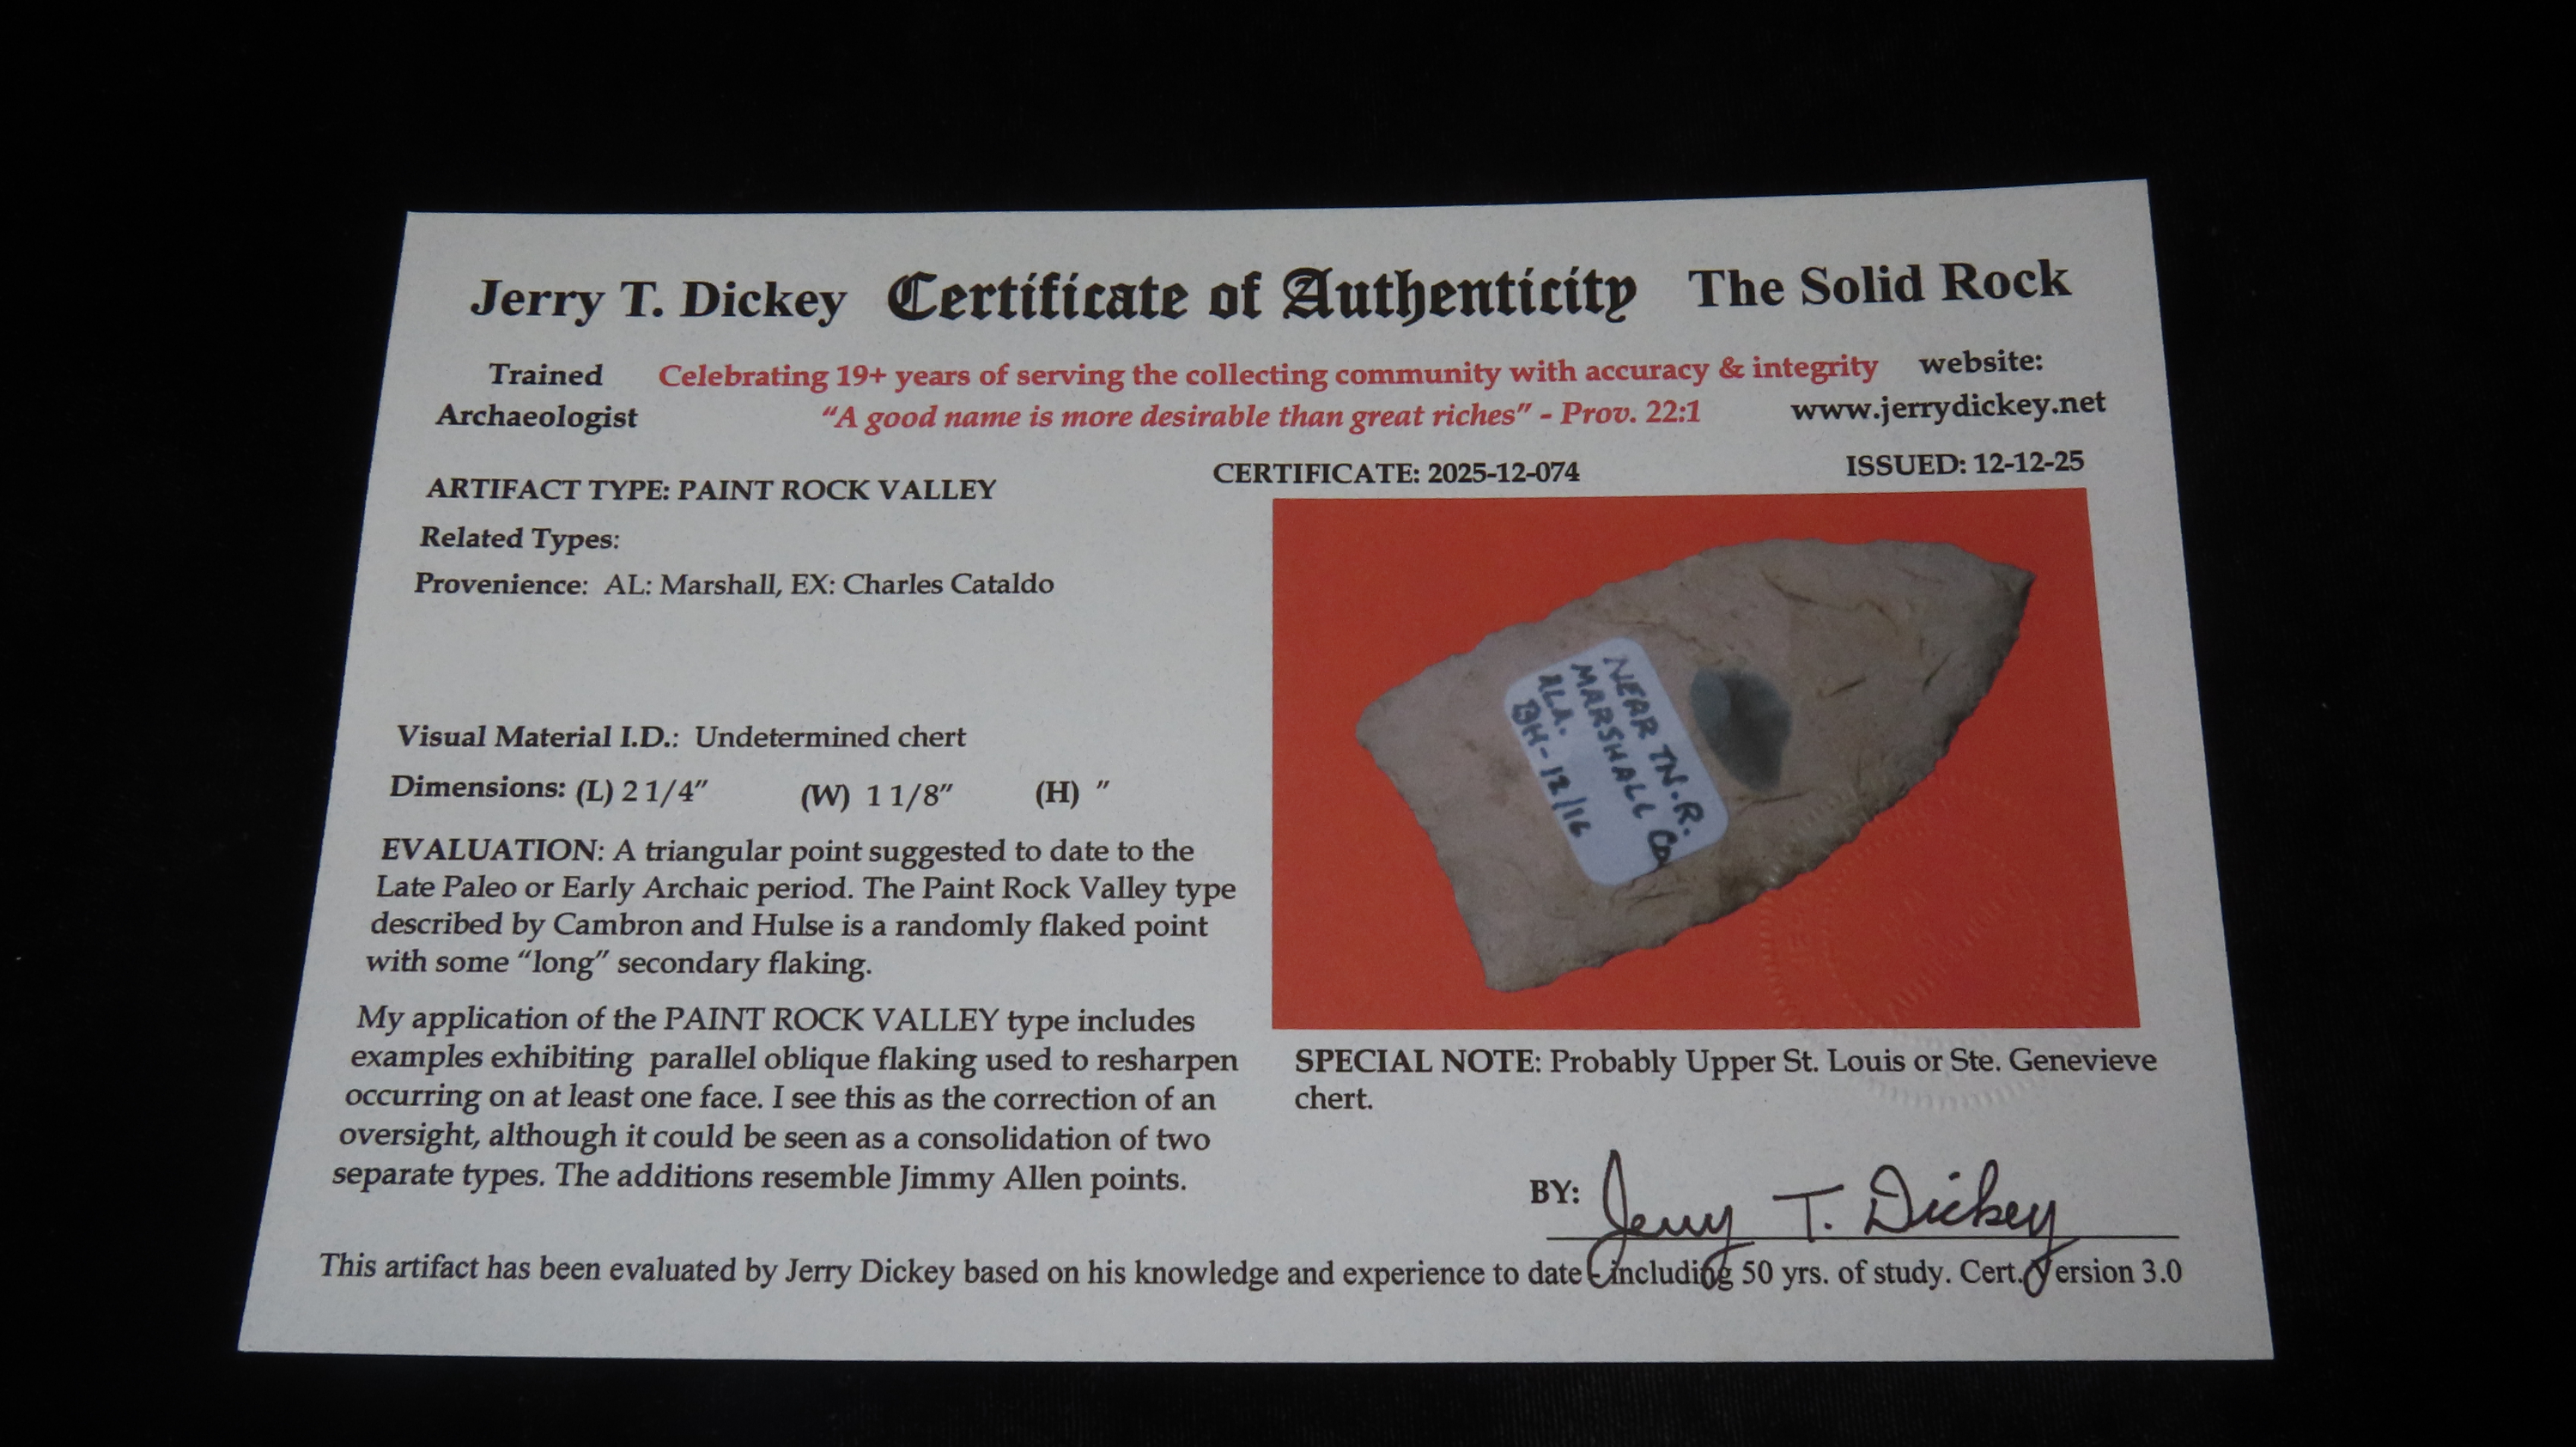 Jerry T. Dickey Certificate of Authenticity The Solid Rock
Trained Archaeologist
Celebrating 19+ years of serving the collecting community with accuracy & integrity
"A good name is more desirable than great riches" - Prov. 22:1
website:
www.jerrydickey.net
ARTIFACT TYPE: PAINT ROCK VALLEY
CERTIFICATE: 2025-12-074
ISSUED: 12-12-25
Related Types:
Provenience: AL: Marshall, EX: Charles Cataldo
Visual Material I.D.: Undetermined chert
Dimensions: (L) 2 1/4" (W) 1 1/8" (H) "
EVALUATION: A triangular point suggested to date to the
Late Paleo or Early Archaic period. The Paint Rock Valley type
described by Cambron and Hulse is a randomly flaked point
with some "long" secondary flaking.
My application of the PAINT ROCK VALLEY type includes
examples exhibiting parallel oblique flaking used to resharpen
occurring on at least one face. I see this as the correction of an
oversight, although it could be seen as a consolidation of two
separate types. The additions resemble Jimmy Allen points.
NEAR TN.R.
MARSHALL Co
ALA.
BH-12/16
SPECIAL NOTE: Probably Upper St. Louis or Ste. Genevieve
chert.
BY: Jerry T. Dickey
This artifact has been evaluated by Jerry Dickey based on his knowledge and experience to date - including 50 yrs. of study. Cert. Version 3.0